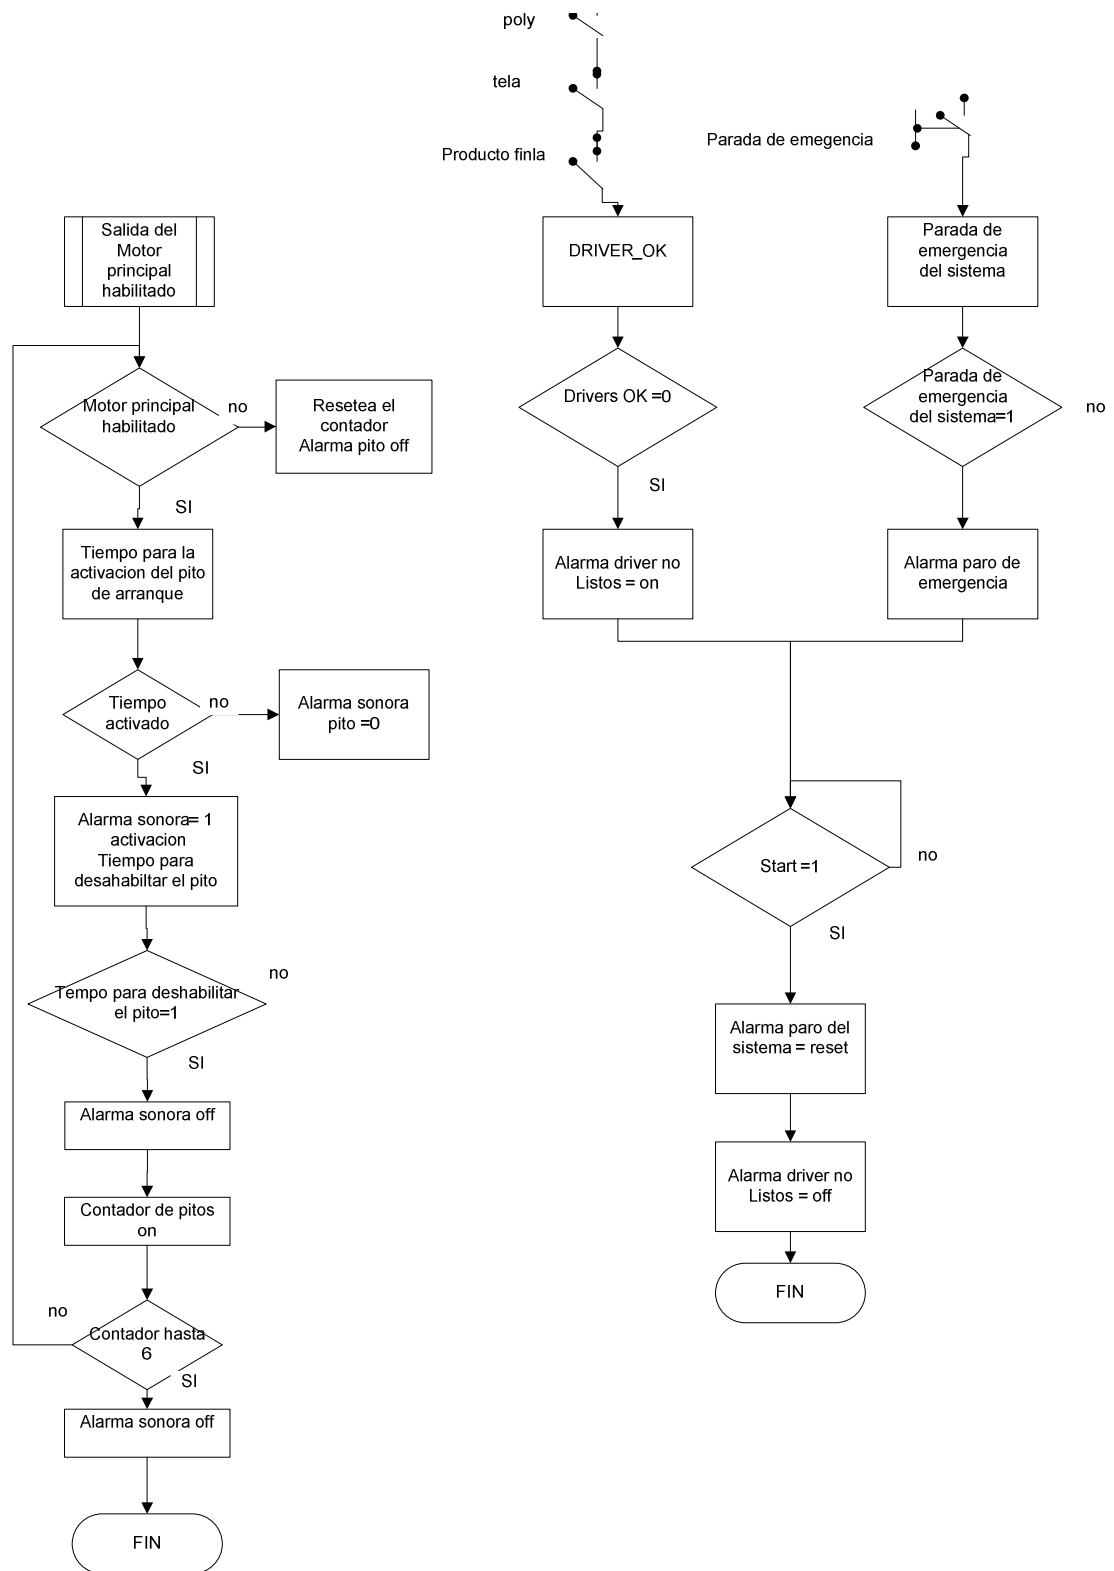 poly
tela
Producto finla
Parada de emegencia
Salida del
Motor
principal
habilitado
Motor principal
habilitado
no
Resetea el
contador
Alarma pito off
SI
Tiempo para la
activacion del pito
de arranque
Tiempo
activado
no
Alarma sonora
pito =0
SI
Alarma sonora= 1
activacion
Tiempo para
desahabiltar el pito
no
Tempo para deshabilitar
el pito=1
SI
Alarma sonora off
Contador de pitos
on
no
Contador hasta
6
SI
Alarma sonora off
FIN
DRIVER_OK
Drivers OK =0
SI
Alarma driver no
Listos = on
Parada de
emergencia
del sistema
Parada de
emergencia
del sistema=1
no
Alarma paro de
emergencia
Start =1
no
SI
Alarma paro del
sistema = reset
Alarma driver no
Listos = off
FIN